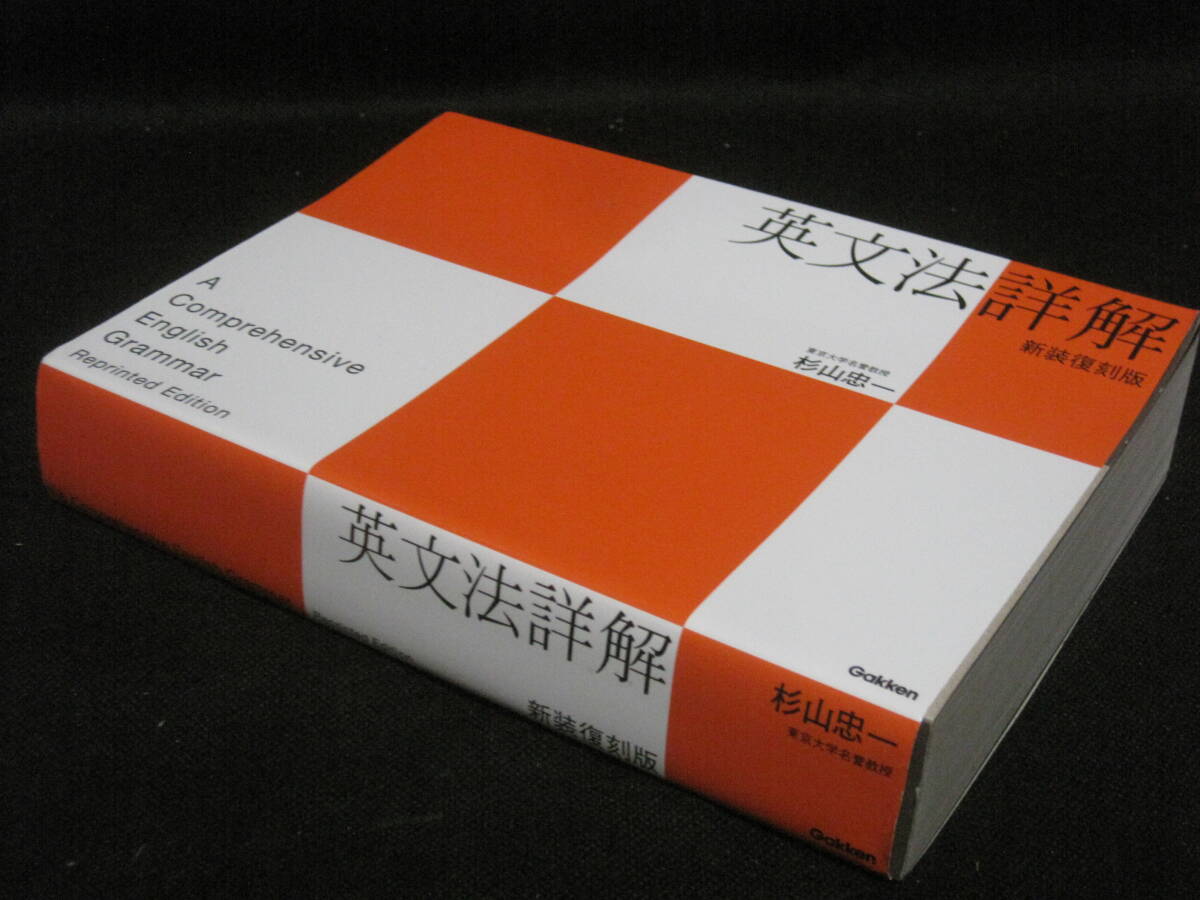 英文法詳解
新装復刻版
東京大学名誉教授
杉山忠一
A
Comprehensive
English
Grammar
Reprinted Edition
Gakken
英文法詳解
Reprinted Edition
新装復刻版
杉山忠一
東京大学名誉教授
Gakken